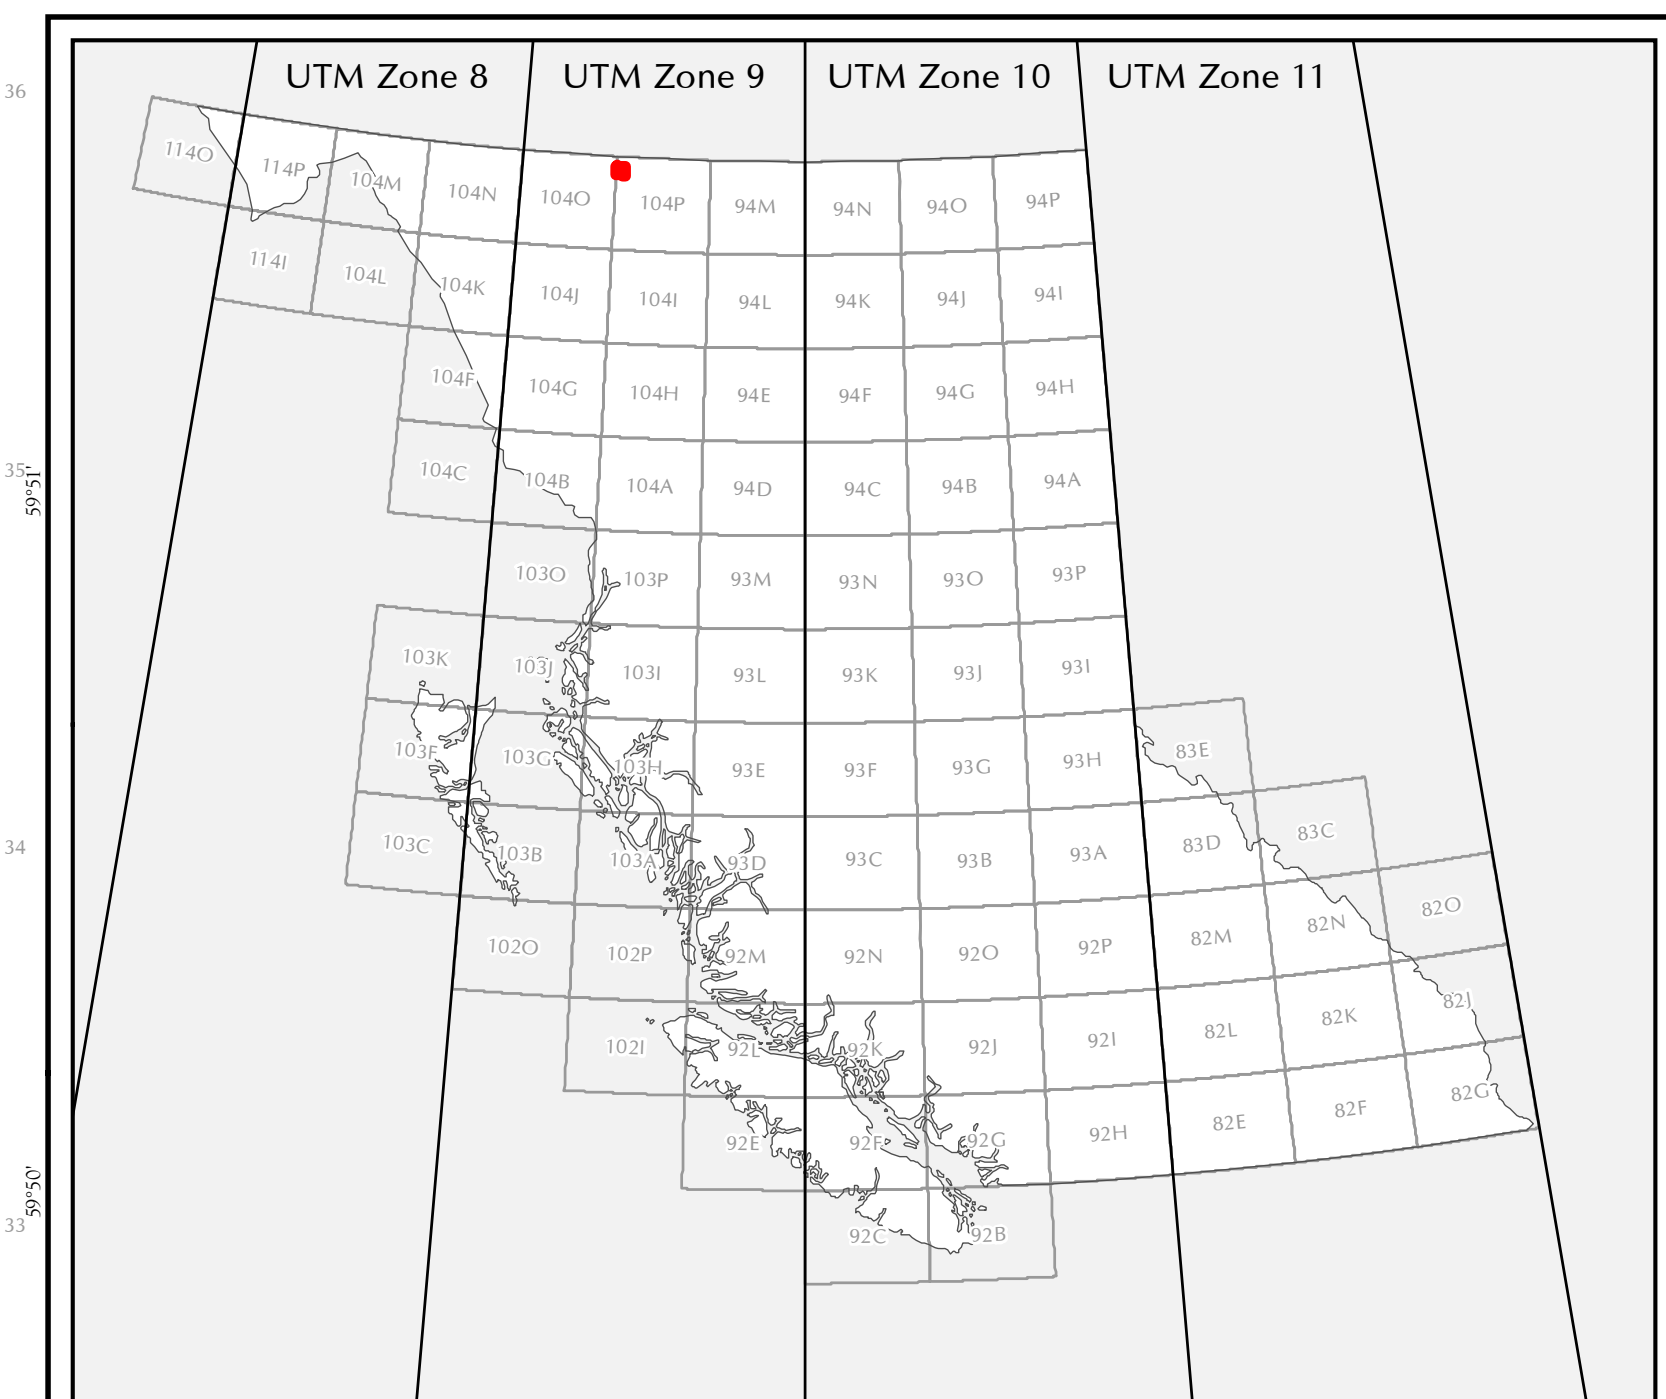 UTM Zone 8 UTM Zone 9 UTM Zone 10 UTM Zone 11
36
114O 114P 104M 104N 104O 104P 94M 94N 94O 94P
114I 104L 104K 104J 104I 94L 94K 94J 94I
104F 104G 104H 94E 94F 94G 94H
35
59°51'
104C 104B 104A 94D 94C 94B 94A
103O 103P 93M 93N 93O 93P
103K 103J 103I 93L 93K 93J 93I
103F 103G 103H 93E 93F 93G 93H 83E
34
103C 103B 103A 93D 93C 93B 93A 83D 83C
102O 102P 92M 92N 92O 92P 82M 82N 82O
102I 92L 92K 92J 92I 82L 82K 82J
92E 92F 92G 92H 82E 82F 82G
59°50'
33
92C 92B